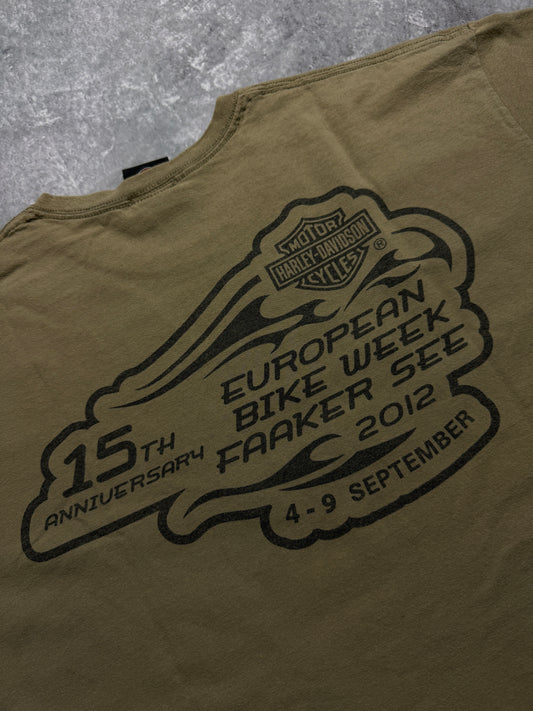 MOTOR
HARLEY-DAVIDSON
CYCLES
®
EUROPEAN
BIKE WEEK
FAAKER SEE
2012
4-9 SEPTEMBER
15TH
ANNIVERSARY